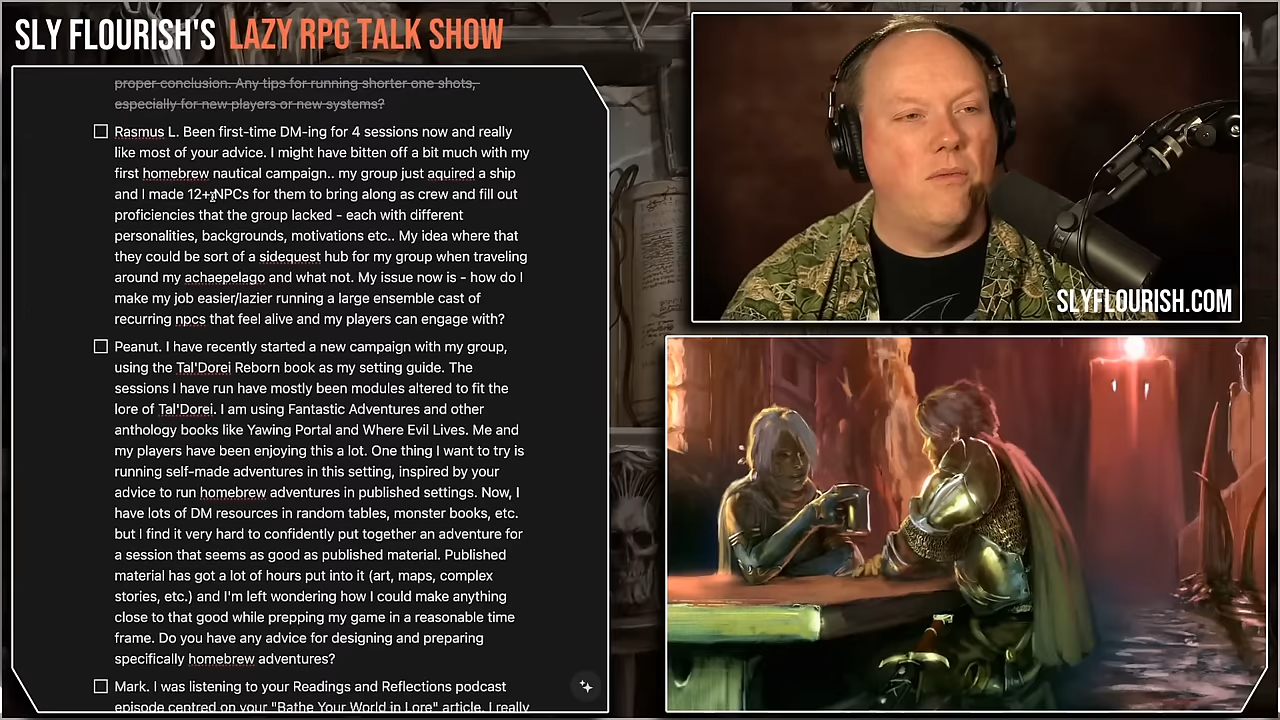 SLY FLOURISH'S LAZY RPG TALK SHOW
proper conclusion. Any tips for running shorter one shots,
especially for new players or new systems?
Rasmus L. Been first-time DM-ing for 4 sessions now and really
like most of your advice. I might have bitten off a bit much with my
first homebrew nautical campaign.. my group just aquired a ship
and I made 12+ NPCs for them to bring along as crew and fill out
proficiencies that the group lacked - each with different
personalities, backgrounds, motivations etc.. My idea where that
they could be sort of a sidequest hub for my group when traveling
around my achaepelago and what not. My issue now is - how do I
make my job easier/lazier running a large ensemble cast of
recurring npcs that feel alive and my players can engage with?
Peanut. I have recently started a new campaign with my group,
using the Tal'Dorei Reborn book as my setting guide. The
sessions I have run have mostly been modules altered to fit the
lore of Tal'Dorei. I am using Fantastic Adventures and other
anthology books like Yawing Portal and Where Evil Lives. Me and
my players have been enjoying this a lot. One thing I want to try is
running self-made adventures in this setting, inspired by your
advice to run homebrew adventures in published settings. Now, I
have lots of DM resources in random tables, monster books, etc.
but I find it very hard to confidently put together an adventure for
a session that seems as good as published material. Published
material has got a lot of hours put into it (art, maps, complex
stories, etc.) and I'm left wondering how I could make anything
close to that good while prepping my game in a reasonable time
frame. Do you have any advice for designing and preparing
specifically homebrew adventures?
Mark. I was listening to your Readings and Reflections podcast
episode centred on your "Bathe Your World in Lore" article. I really
SLYFLOURISH.COM